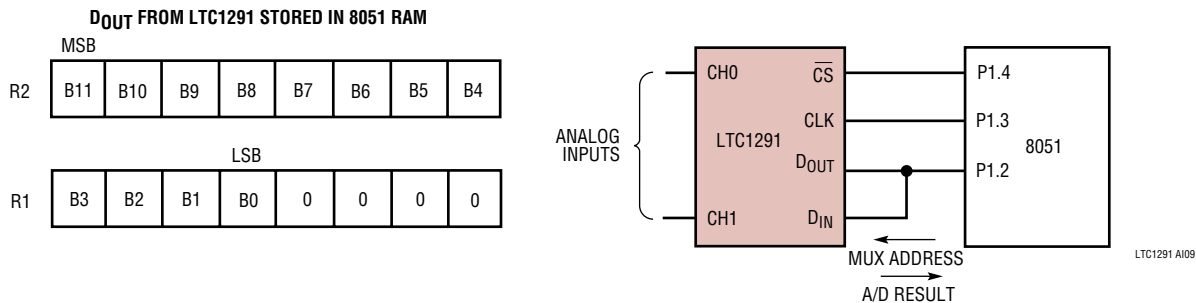 DOUT FROM LTC1291 STORED IN 8051 RAM
MSB
R2 B11 B10 B9 B8 B7 B6 B5 B4
LSB
R1 B3 B2 B1 B0 0 0 0 0
ANALOG
INPUTS
CH0
CH1
LTC1291
CS
CLK
DOUT
DIN
P1.4
P1.3
P1.2
8051
MUX ADDRESS
A/D RESULT
LTC1291 AI09